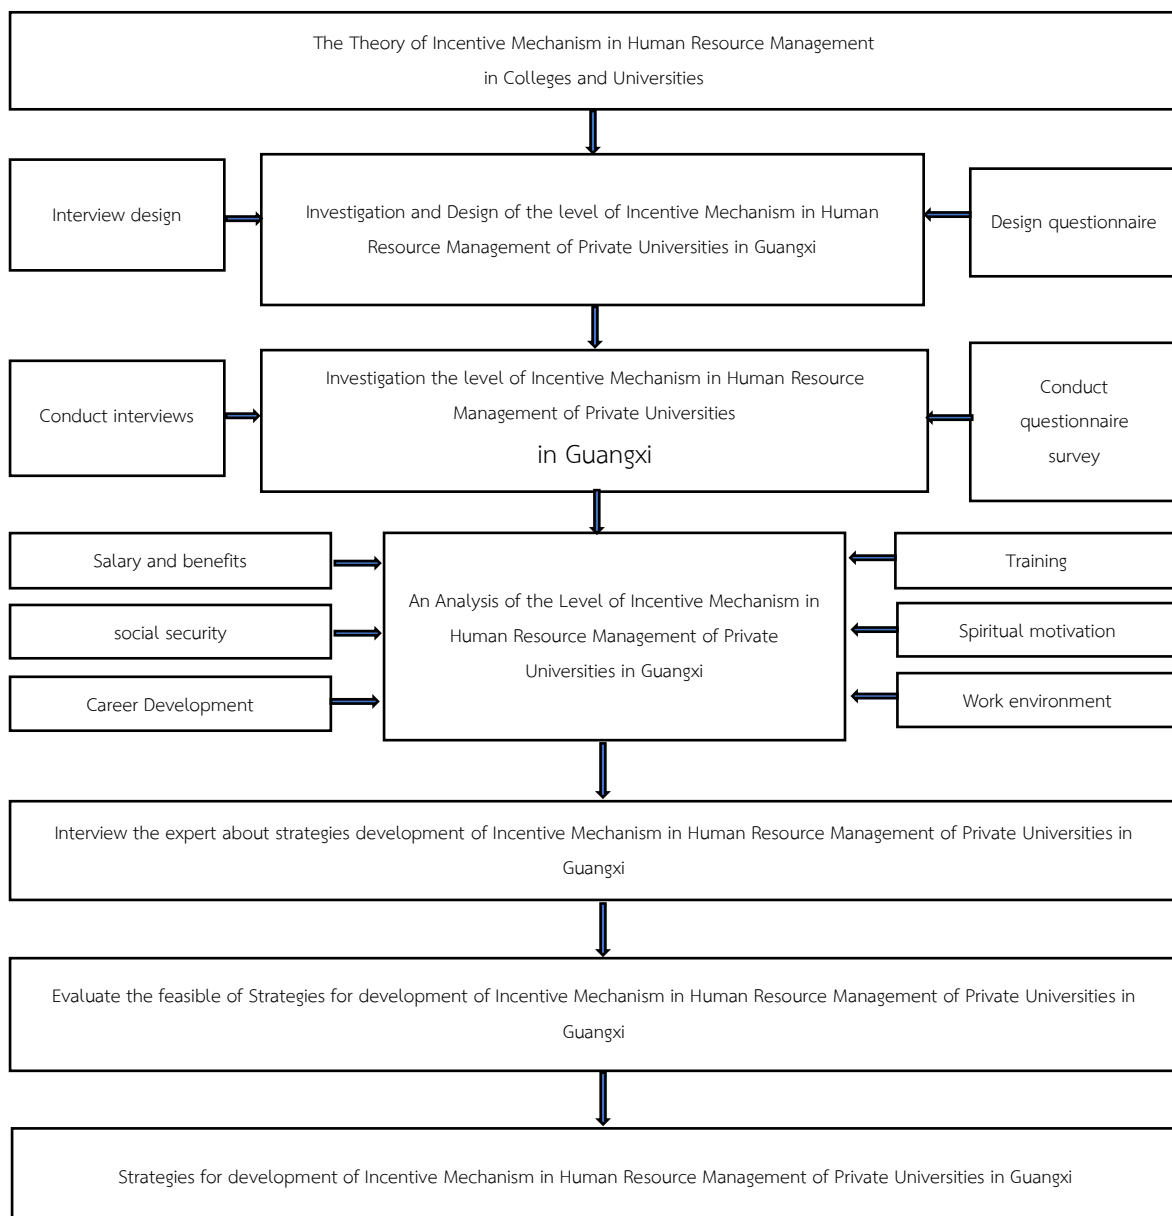 The Theory of Incentive Mechanism in Human Resource Management
in Colleges and Universities
Interview design
Investigation and Design of the level of Incentive Mechanism in Human
Resource Management of Private Universities in Guangxi
Design questionnaire
Conduct interviews
Investigation the level of Incentive Mechanism in Human Resource
Management of Private Universities
in Guangxi
Conduct
questionnaire
survey
Salary and benefits
social security
Career Development
An Analysis of the Level of Incentive Mechanism in
Human Resource Management of Private
Universities in Guangxi
Training
Spiritual motivation
Work environment
Interview the expert about strategies development of Incentive Mechanism in Human Resource Management of Private Universities in
Guangxi
Evaluate the feasible of Strategies for development of Incentive Mechanism in Human Resource Management of Private Universities in
Guangxi
Strategies for development of Incentive Mechanism in Human Resource Management of Private Universities in Guangxi